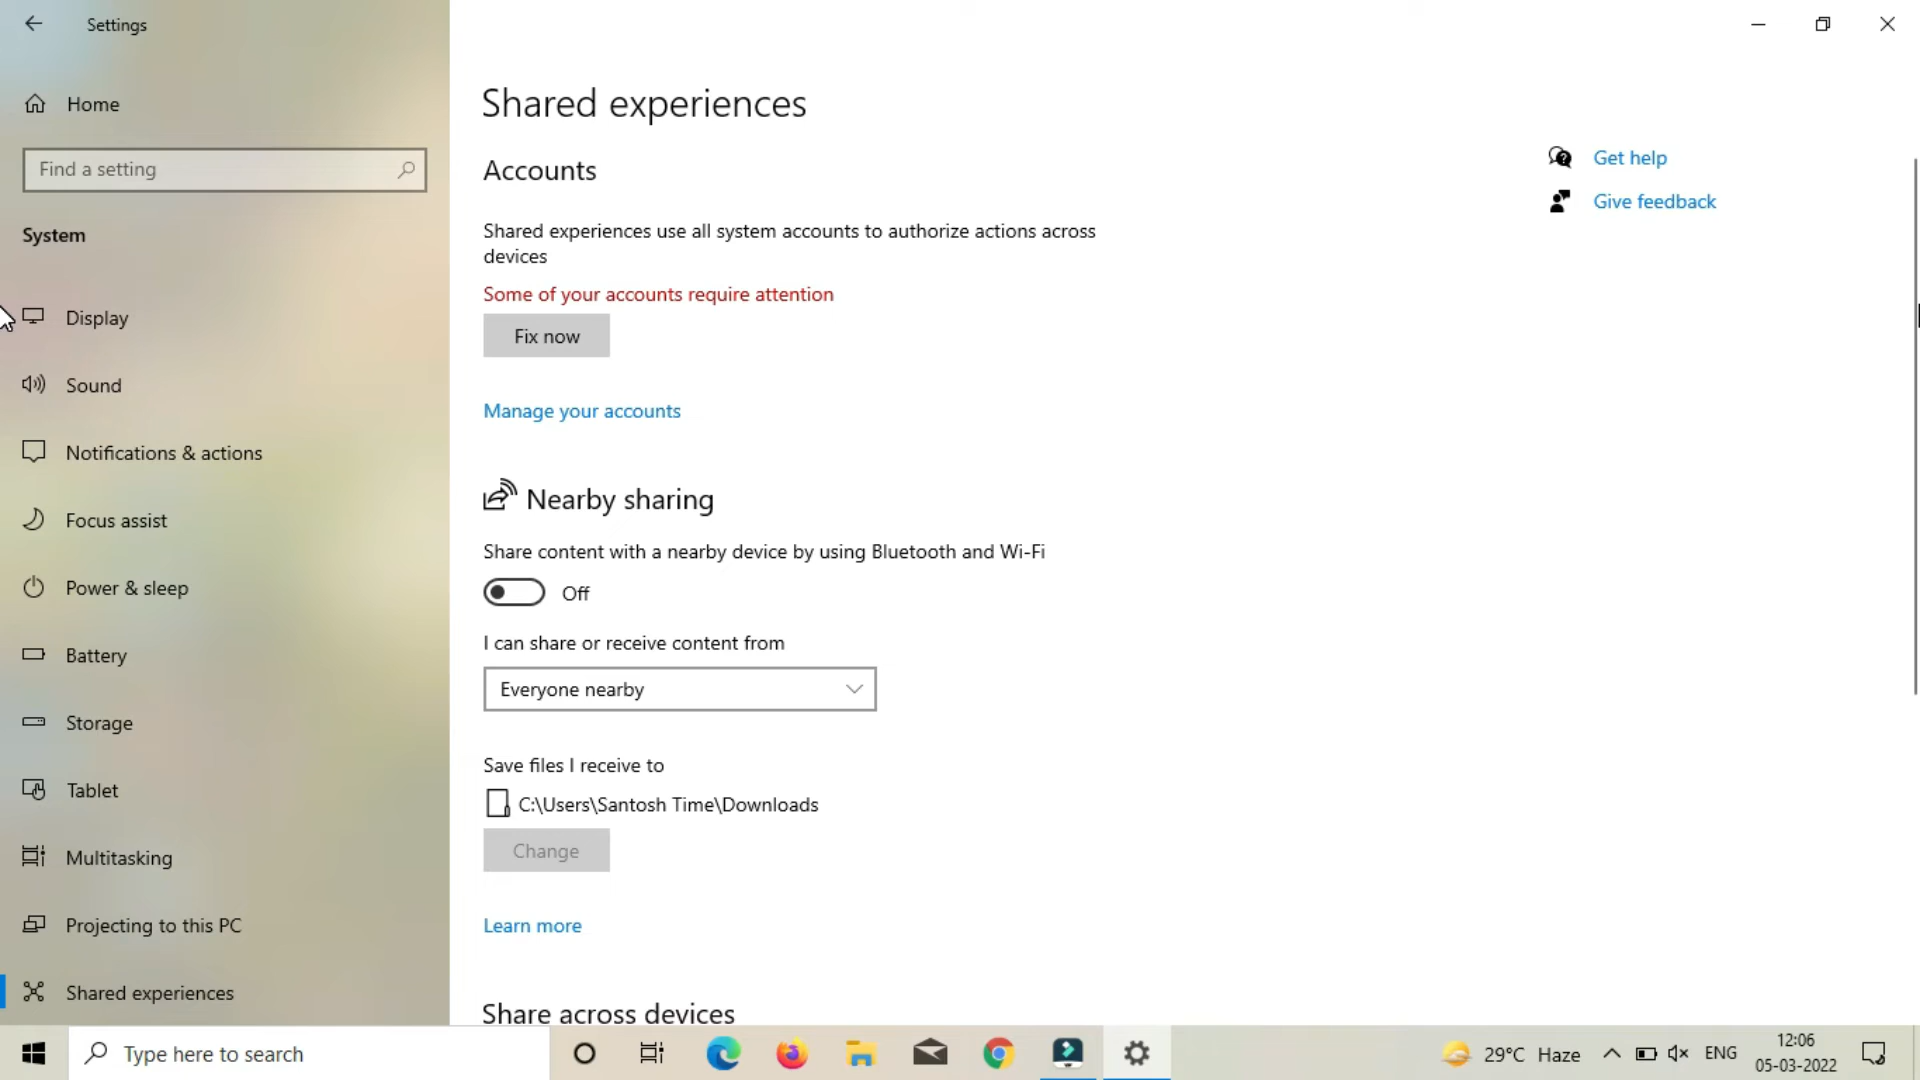 Settings
Home
Find a setting
System
Display
Sound
Notifications & actions
Focus assist
Power & sleep
Battery
Storage
Tablet
Multitasking
Projecting to this PC
Shared experiences
Shared experiences
Accounts
Shared experiences use all system accounts to authorize actions across
devices
Some of your accounts require attention
Fix now
Manage your accounts
Nearby sharing
Share content with a nearby device by using Bluetooth and Wi-Fi
Off
I can share or receive content from
Everyone nearby
Save files I receive to
C:\Users\Santosh Time\Downloads
Change
Learn more
Share across devices
Get help
Give feedback
Type here to search
29°C Haze
ENG
12:06
05-03-2022